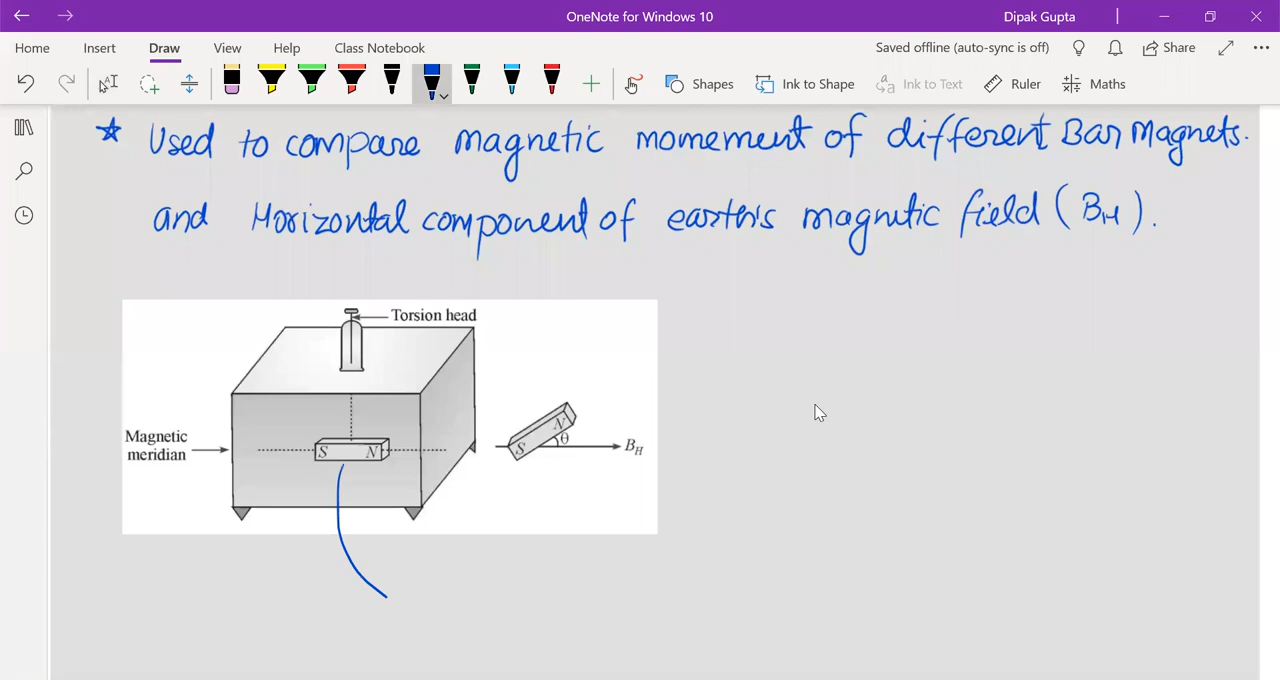 OneNote for Windows 10
Dipak Gupta
Home Insert Draw View Help Class Notebook
Saved offline (auto-sync is off)
Share
Shapes
Ink to Shape
Ink to Text
Ruler
Maths
☆ Used to compare magnetic momement of different Bar Magnets.
and Horizontal component of earth's magnetic field (BH).
Torsion head
Magnetic
meridian
S N
S N θ
BH